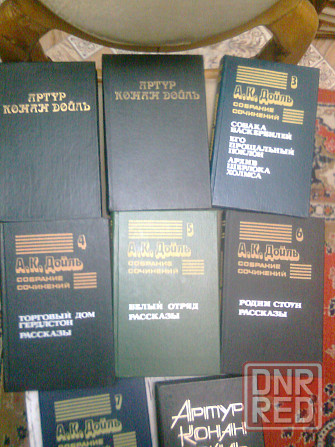 АРТУР
КОНАН ДОЙЛЬ
АРТУР
КОНАН ДОЙЛЬ
3
А.К. Дойль
СОБРАНИЕ
СОЧИНЕНИЙ
СОБАКА
БАСКЕРВИЛЕЙ
ЕГО
ПРОЩАЛЬНЫЙ
ПОКЛОН
АРХИВ
ШЕРЛОКА
ХОЛМСА
4
А.К. Дойль
СОБРАНИЕ
СОЧИНЕНИЙ
ТОРГОВЫЙ ДОМ
ГЕРДЛСТОН
РАССКАЗЫ
5
А.К. Дойль
СОБРАНИЕ
СОЧИНЕНИЙ
БЕЛЫЙ ОТРЯД
РАССКАЗЫ
6
А.К. Дойль
СОБРАНИЕ
СОЧИНЕНИЙ
РОДНИ СТОУН
РАССКАЗЫ
7
А.К. Дойль
АРТУР
КОНАН
DNR
RED